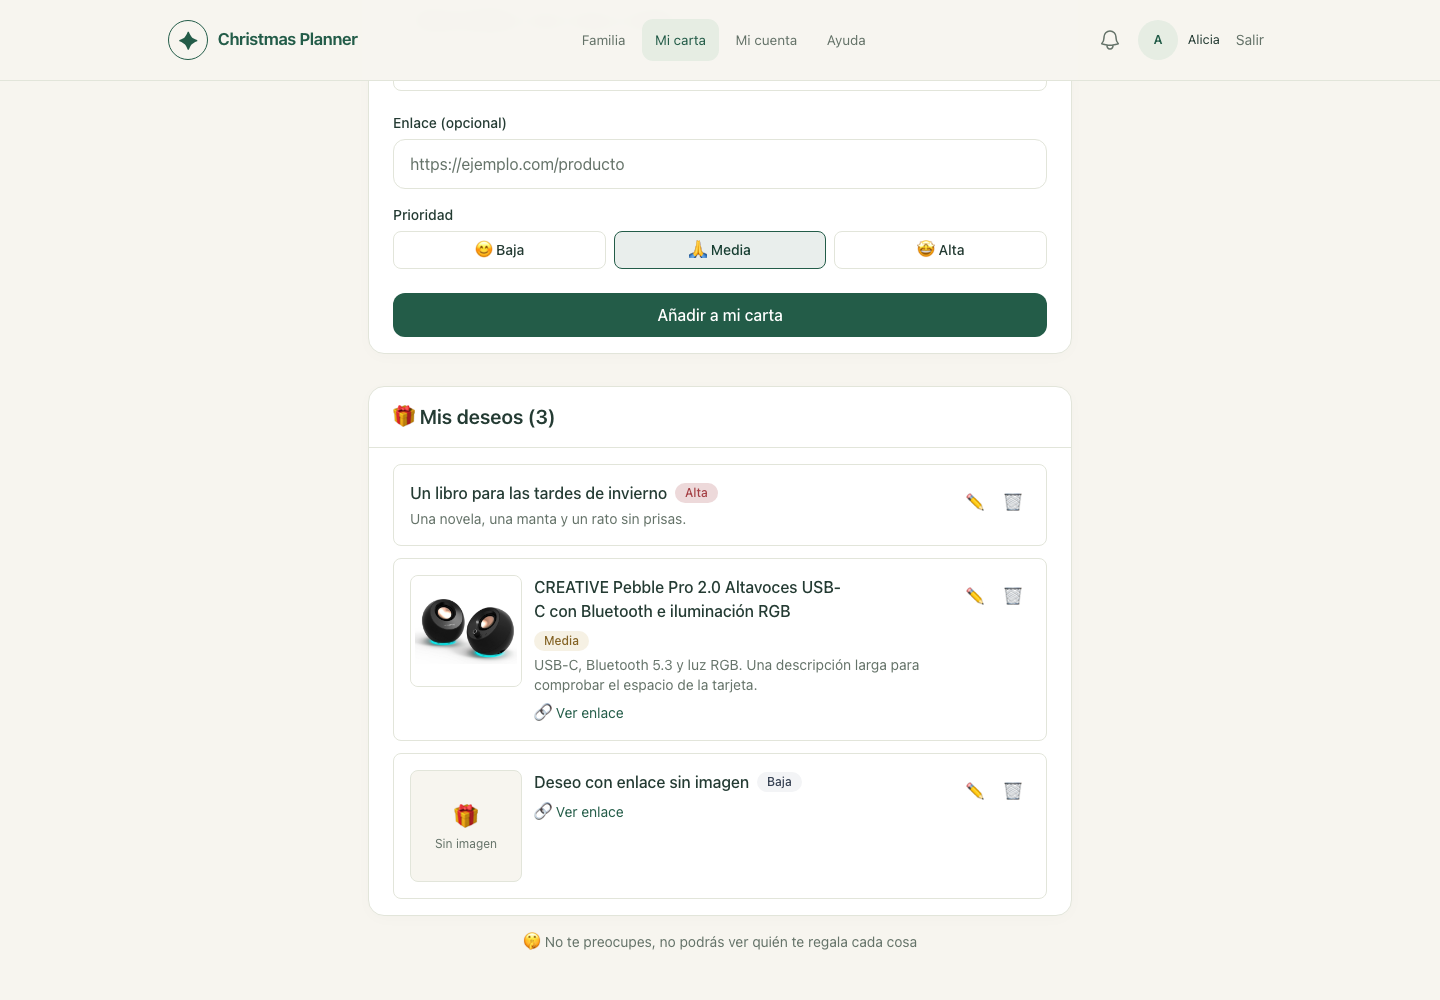 Christmas Planner
Familia
Mi carta
Mi cuenta
Ayuda
A
Alicia
Salir
Enlace (opcional)
https://ejemplo.com/producto
Prioridad
😊 Baja
🙏 Media
🤩 Alta
Añadir a mi carta
🎁 Mis deseos (3)
Un libro para las tardes de invierno Alta
Una novela, una manta y un rato sin prisas.
CREATIVE Pebble Pro 2.0 Altavoces USB-
C con Bluetooth e iluminación RGB
Media
USB-C, Bluetooth 5.3 y luz RGB. Una descripción larga para
comprobar el espacio de la tarjeta.
🔗 Ver enlace
Sin imagen
Deseo con enlace sin imagen Baja
🔗 Ver enlace
🤫 No te preocupes, no podrás ver quién te regala cada cosa